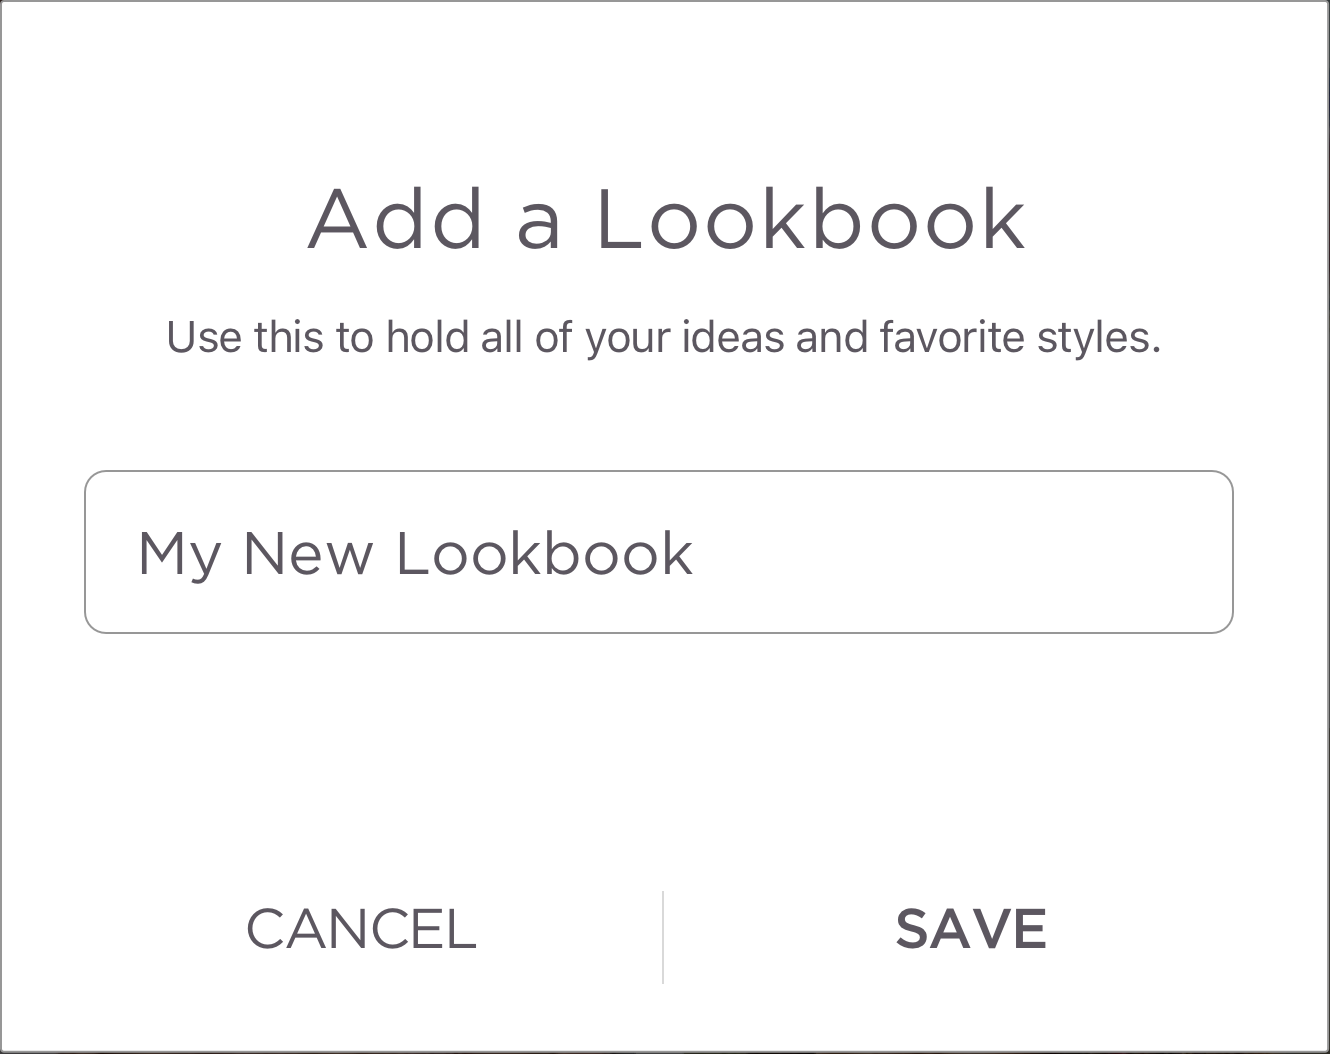 Add a Lookbook
Use this to hold all of your ideas and favorite styles.
My New Lookbook
CANCEL
SAVE